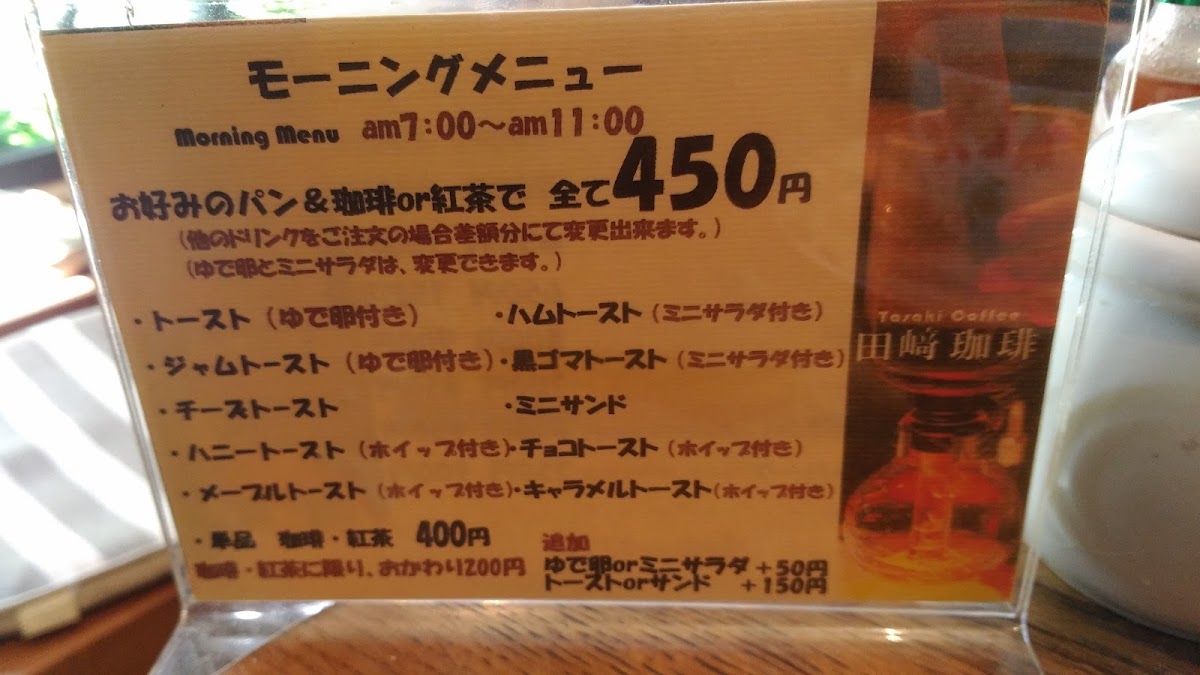 モーニングメニュー
Morning Menu am7:00～am11:00
お好みのパン＆珈琲or紅茶で 全て450円
（他のドリンクをご注文の場合差額分にて変更出来ます。）
（ゆで卵とミニサラダは、変更できます。）
・トースト（ゆで卵付き） ・ハムトースト（ミニサラダ付き）
・ジャムトースト（ゆで卵付き） ・黒ゴマトースト（ミニサラダ付き）
・チーズトースト ・ミニサンド
・ハニートースト（ホイップ付き） ・チョコトースト（ホイップ付き）
・メープルトースト（ホイップ付き） ・キャラメルトースト（ホイップ付き）
・単品 珈琲・紅茶 400円
珈琲・紅茶に限り、おかわり200円
追加
ゆで卵orミニサラダ ＋50円
トーストorサンド ＋150円
Tasaki Coffee
田崎珈琲